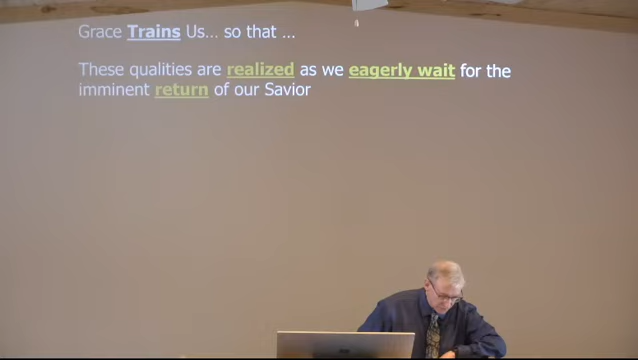 Grace Trains Us... so that ...
These qualities are realized as we eagerly wait for the
imminent return of our Savior